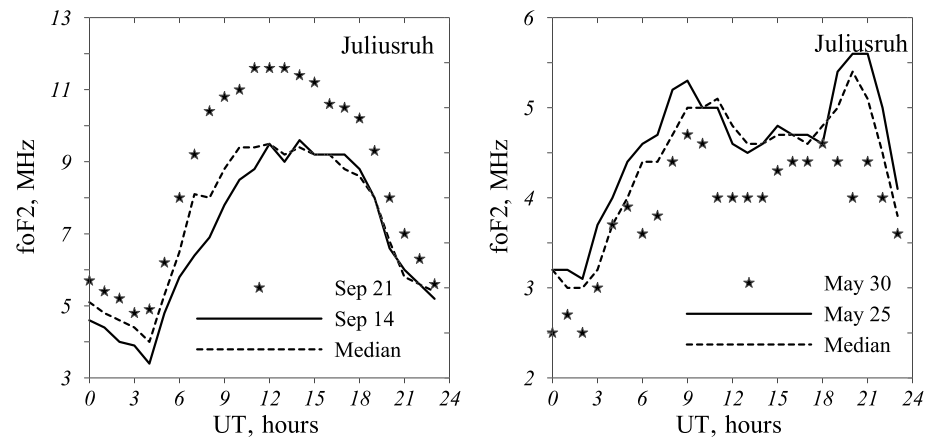 13
11
9
7
5
3
foF2, MHz
Juliusruh
Sep 21
Sep 14
Median
0 3 6 9 12 15 18 21 24
UT, hours
6
5
4
3
2
foF2, MHz
Juliusruh
May 30
May 25
Median
0 3 6 9 12 15 18 21 24
UT, hours